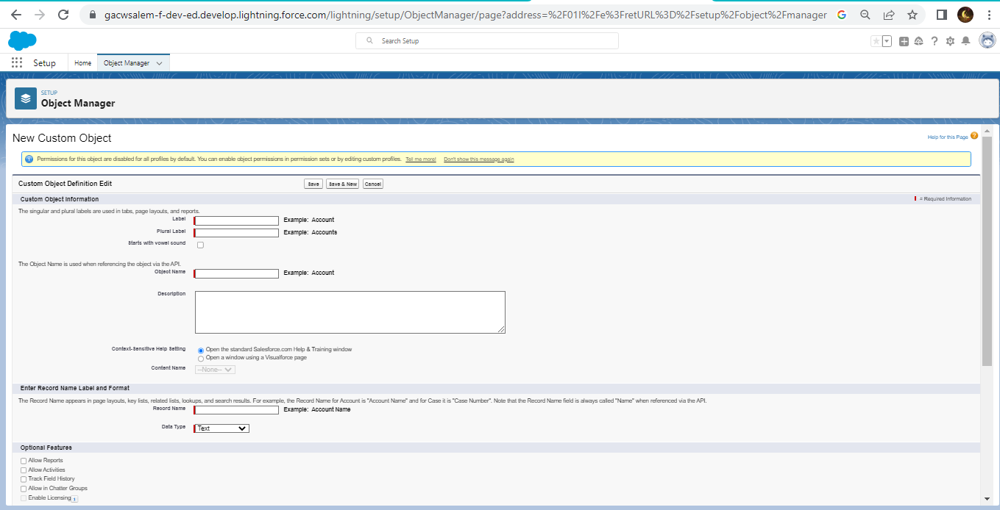 gacwsalem-f-dev-ed.develop.lightning.force.com/lightning/setup/ObjectManager/page?address=%2F01I%2Fe%3FretURL%3D%2Fsetup%2Fobject%2Fmanager
Search Setup
Setup Home Object Manager
SETUP
Object Manager
New Custom Object
Help for this Page
Permissions for this object are disabled for all profiles by default. You can enable object permissions in permission sets or by editing custom profiles. Tell me more! Don't show this message again
Custom Object Definition Edit Save Save & New Cancel
Custom Object Information = Required Information
The singular and plural labels are used in tabs, page layouts, and reports.
Label Example: Account
Plural Label Example: Accounts
Starts with vowel sound
The Object Name is used when referencing the object via the API.
Object Name Example: Account
Description
Context-Sensitive Help Setting Open the standard Salesforce.com Help & Training window
Open a window using a Visualforce page
Content Name --None--
Enter Record Name Label and Format
The Record Name appears in page layouts, key lists, related lists, lookups, and search results. For example, the Record Name for Account is "Account Name" and for Case it is "Case Number". Note that the Record Name field is always called "Name" when referenced via the API.
Record Name Example: Account Name
Data Type Text
Optional Features
Allow Reports
Allow Activities
Track Field History
Allow in Chatter Groups
Enable Licensing i